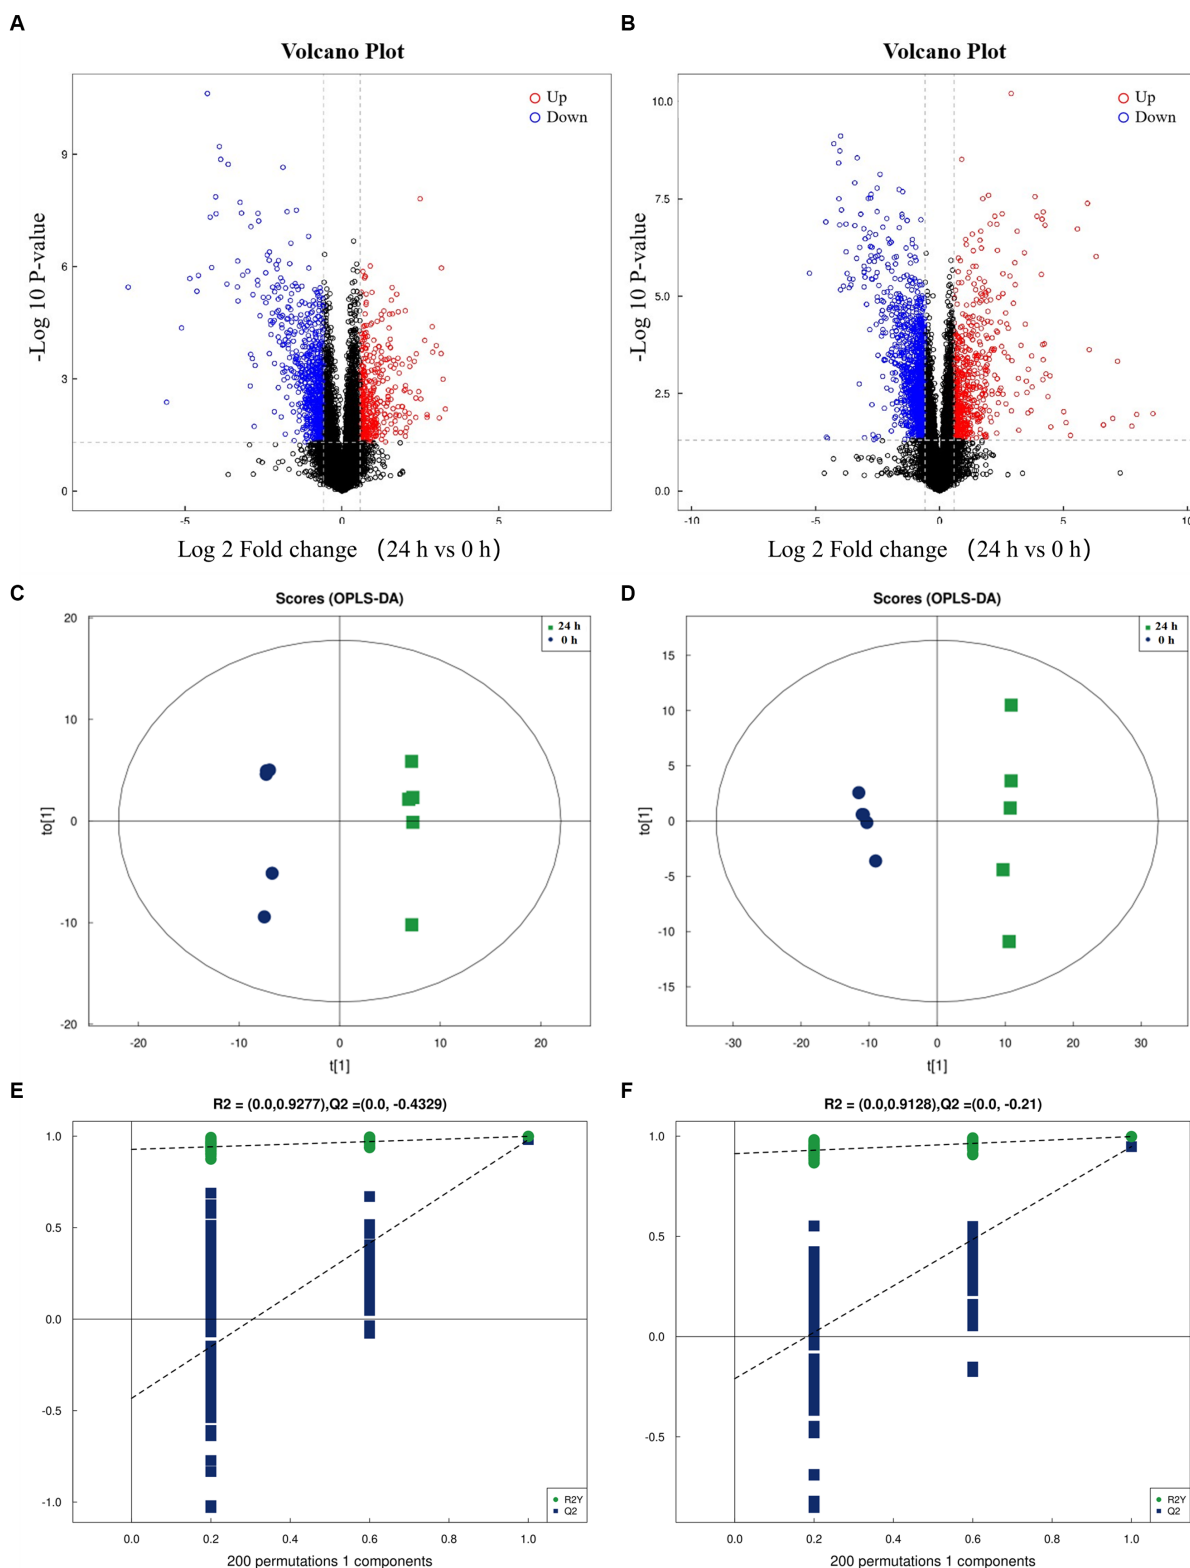 A
B
Volcano Plot
Volcano Plot
Up
Down
Up
Down
9
6
3
0
-Log 10 P-value
-5
0
5
Log 2 Fold change (24 h vs 0 h)
10.0
7.5
5.0
2.5
0.0
-Log 10 P-value
-10
-5
0
5
10
Log 2 Fold change (24 h vs 0 h)
C
D
Scores (OPLS-DA)
Scores (OPLS-DA)
24 h
0 h
24 h
0 h
20
10
0
-10
-20
to[1]
-20
-10
0
10
20
t[1]
15
10
5
0
-5
-10
-15
to[1]
-30
-20
-10
0
10
20
30
t[1]
E
F
R2 = (0.0,0.9277),Q2 =(0.0, -0.4329)
R2 = (0.0,0.9128),Q2 =(0.0, -0.21)
1.0
0.5
0.0
-0.5
-1.0
R2Y
Q2
0.0
0.2
0.4
0.6
0.8
1.0
200 permutations 1 components
1.0
0.5
0.0
-0.5
R2Y
Q2
0.0
0.2
0.4
0.6
0.8
1.0
200 permutations 1 components